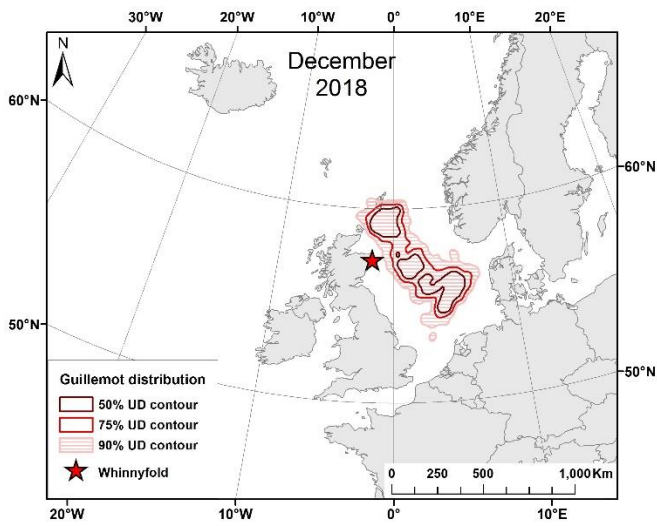 30°W 20°W 10°W 0° 10°E 20°E
N
December
2018
60°N
60°N
50°N
50°N
Guillemot distribution
50% UD contour
75% UD contour
90% UD contour
Whinnyfold
0 250 500 1,000 Km
20°W 10°W 0° 10°E